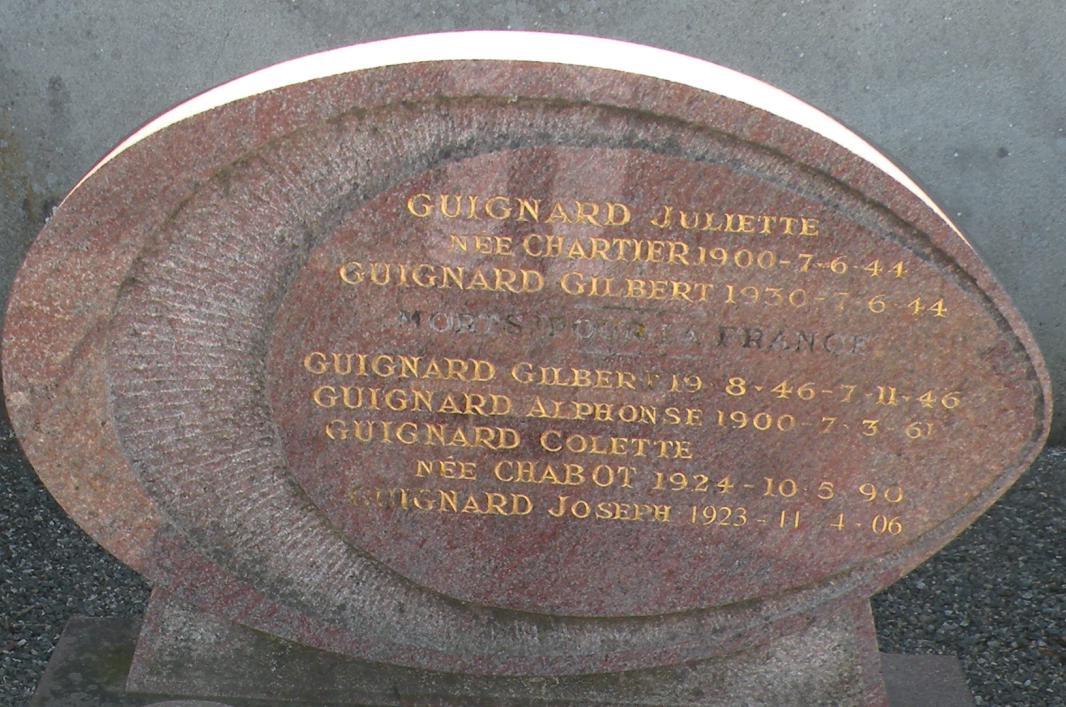 GUIGNARD JULIETTE
NÉE CHARTIER 1900-7-6-44
GUIGNARD GILBERT 1930-7-6-44
MORTS POUR LA FRANCE
GUIGNARD GILBERT 19 8-46-7-11-46
GUIGNARD ALPHONSE 1900-7-3-61
GUIGNARD COLETTE
NÉE CHABOT 1924-10 5 90
GUIGNARD JOSEPH 1923-11 4-06